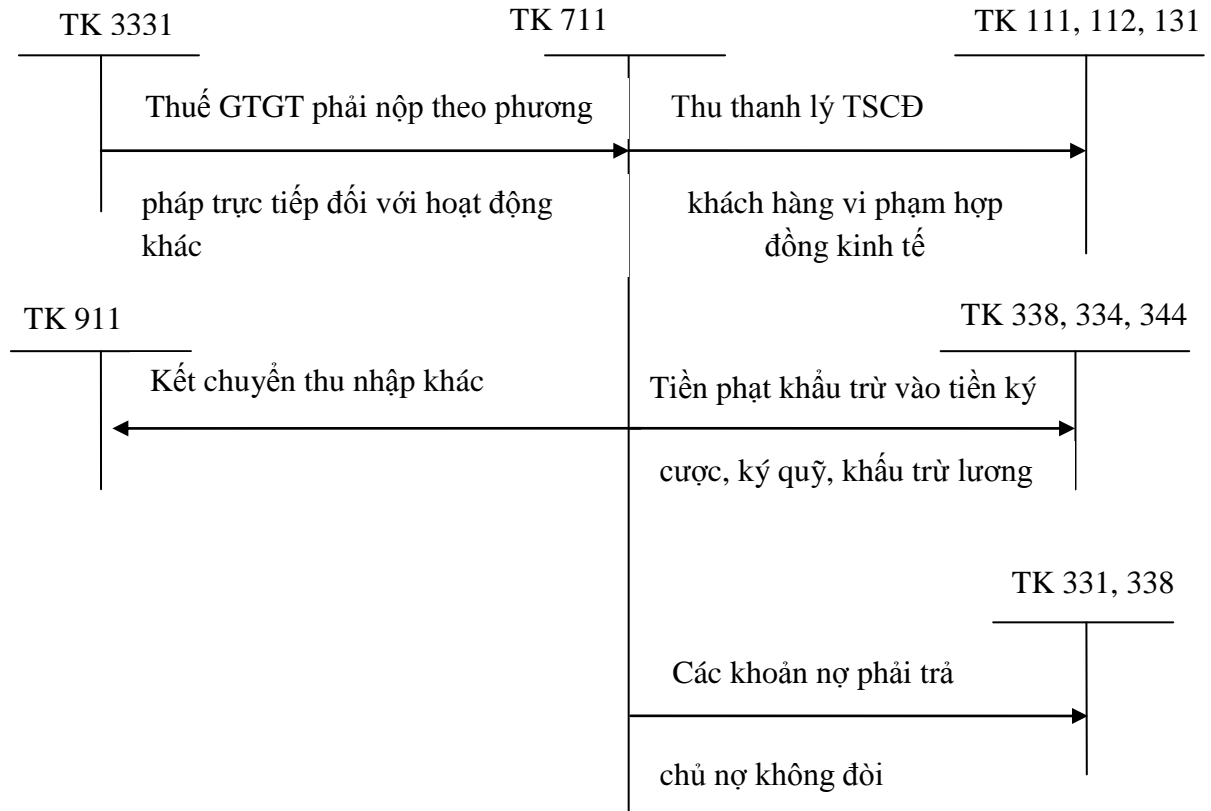 TK 3331
TK 711
TK 111, 112, 131
Thuế GTGT phải nộp theo phương
pháp trực tiếp đối với hoạt động
khác
Thu thanh lý TSCĐ
khách hàng vi phạm hợp
đồng kinh tế
TK 911
TK 338, 334, 344
Kết chuyển thu nhập khác
Tiền phạt khấu trừ vào tiền ký
cược, ký quỹ, khấu trừ lương
TK 331, 338
Các khoản nợ phải trả
chủ nợ không đòi